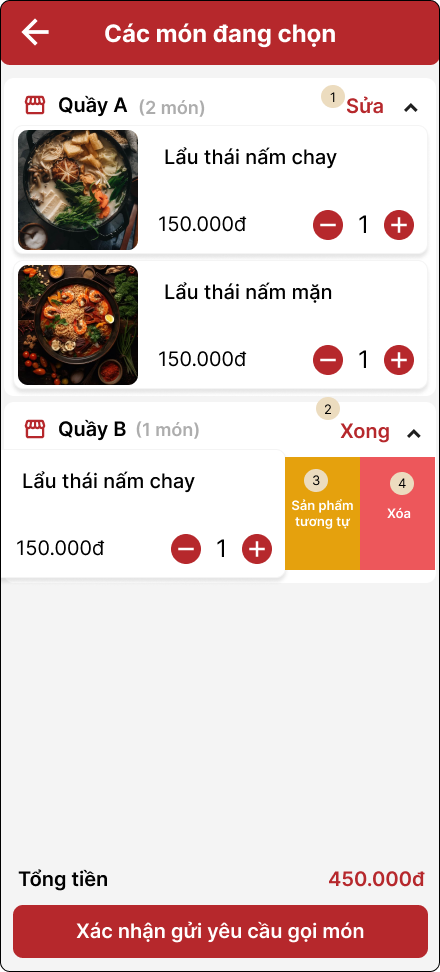 Các món đang chọn
Quầy A (2 món) 1 Sửa
Lẩu thái nấm chay
150.000đ 1
Lẩu thái nấm mặn
150.000đ 1
Quầy B (1 món) 2 Xong
Lẩu thái nấm chay
150.000đ 1
3
Sản phẩm
tương tự
4
Xóa
Tổng tiền 450.000đ
Xác nhận gửi yêu cầu gọi món